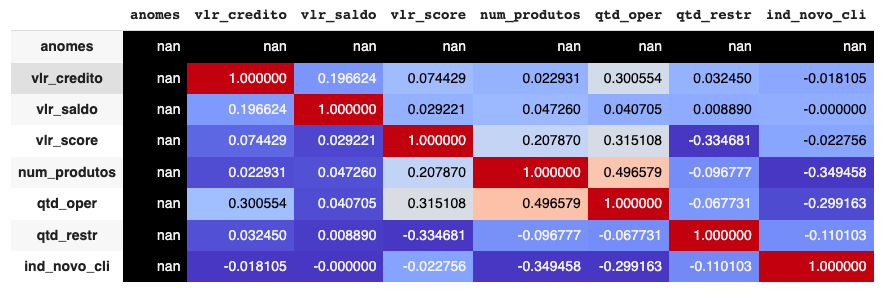 anomes vlr_credito vlr_saldo vlr_score num_produtos qtd_oper qtd_restr ind_novo_cli
anomes nan nan nan nan nan nan nan nan
vlr_credito nan 1.000000 0.196624 0.074429 0.022931 0.300554 0.032450 -0.018105
vlr_saldo nan 0.196624 1.000000 0.029221 0.047260 0.040705 0.008890 -0.000000
vlr_score nan 0.074429 0.029221 1.000000 0.207870 0.315108 -0.334681 -0.022756
num_produtos nan 0.022931 0.047260 0.207870 1.000000 0.496579 -0.096777 -0.349458
qtd_oper nan 0.300554 0.040705 0.315108 0.496579 1.000000 -0.067731 -0.299163
qtd_restr nan 0.032450 0.008890 -0.334681 -0.096777 -0.067731 1.000000 -0.110103
ind_novo_cli nan -0.018105 -0.000000 -0.022756 -0.349458 -0.299163 -0.110103 1.000000